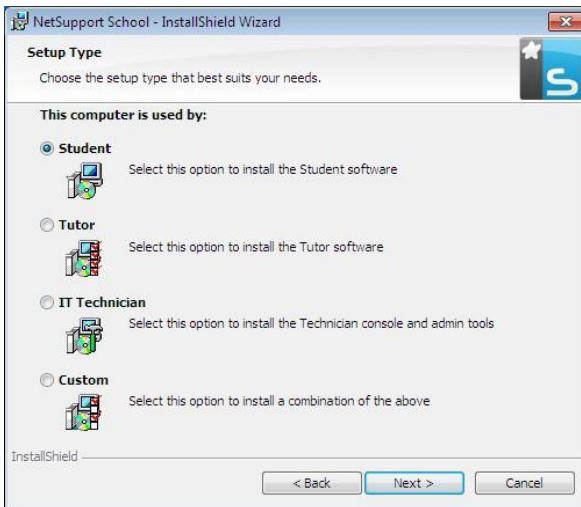 NetSupport School - InstallShield Wizard
Setup Type
Choose the setup type that best suits your needs.
S
This computer is used by:
Student
Select this option to install the Student software
Tutor
Select this option to install the Tutor software
IT Technician
Select this option to install the Technician console and admin tools
Custom
Select this option to install a combination of the above
InstallShield
< Back
Next >
Cancel